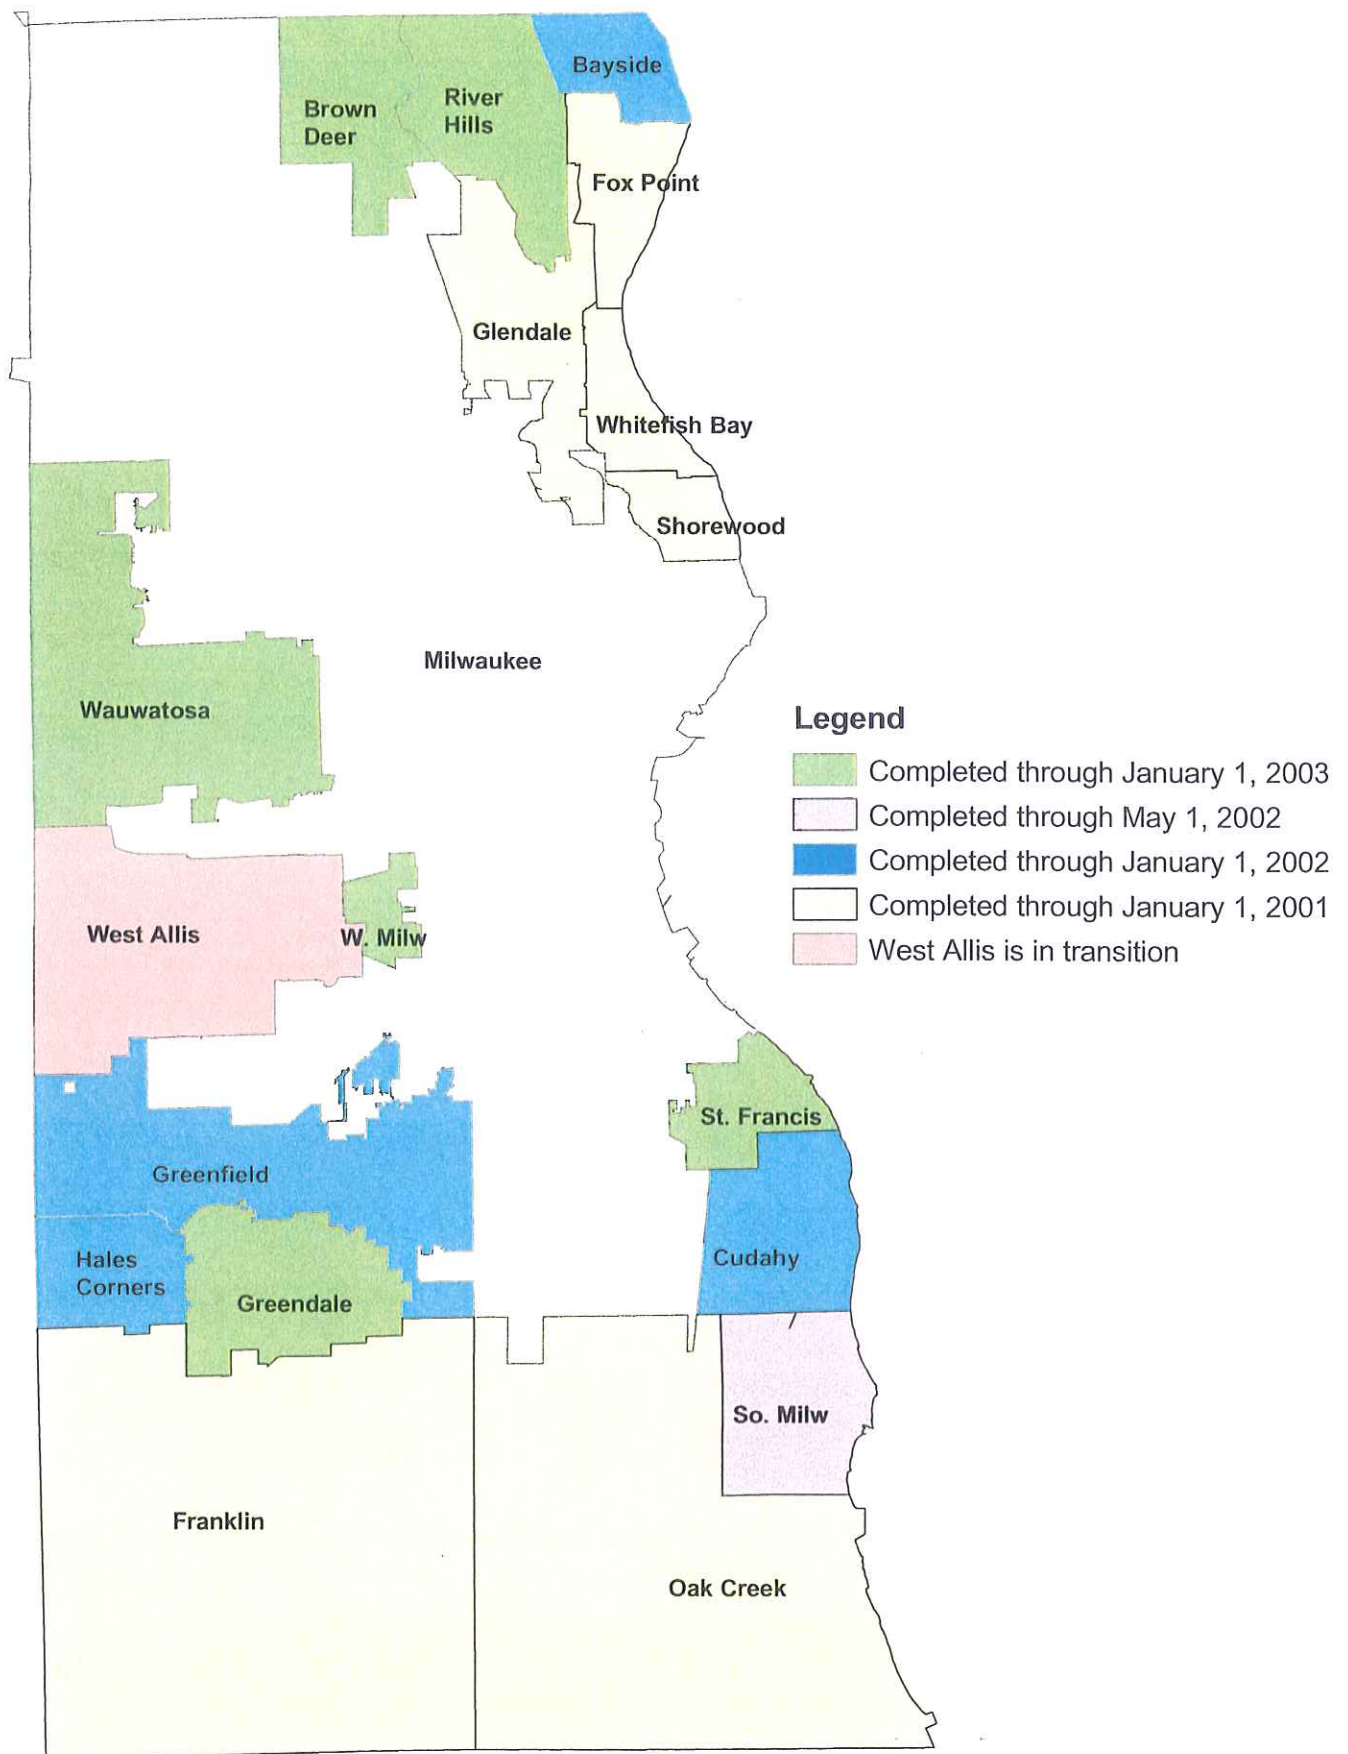 Bayside
Brown
Deer
River
Hills
Fox Point
Glendale
Whitefish Bay
Shorewood
Milwaukee
Wauwatosa
Legend
Completed through January 1, 2003
Completed through May 1, 2002
Completed through January 1, 2002
Completed through January 1, 2001
West Allis is in transition
West Allis
W. Milw
St. Francis
Greenfield
Hales
Corners
Cudahy
Greendale
So. Milw
Franklin
Oak Creek